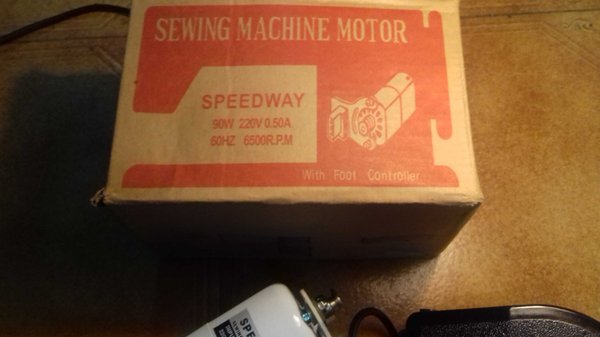 SEWING MACHINE MOTOR
SPEEDWAY
90W 220V 0.50A
60HZ 6500R.P.M
With Foot Controller
SPE